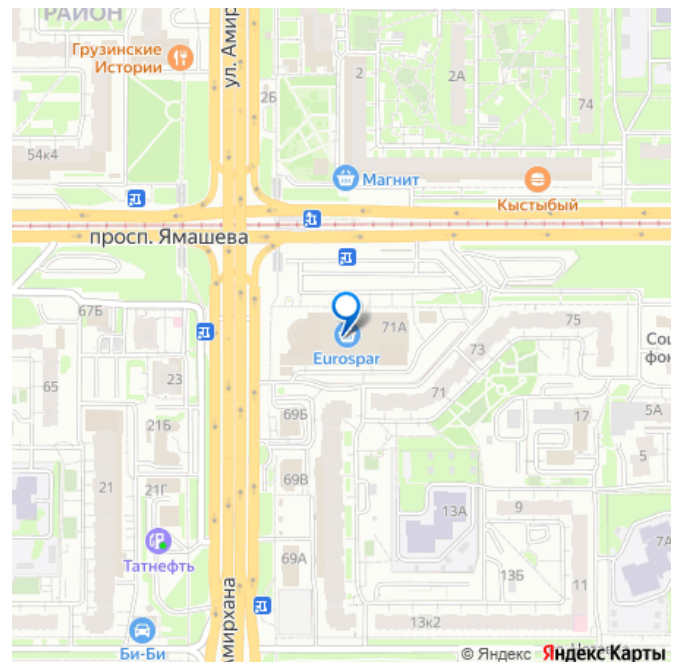 РАЙОН
Грузинские
Истории
ул. Амир
2
2А
2Б
74
54к4
Магнит
Кыстыбый
просп. Ямашева
67Б
71А
75
Eurospar
73
Соц
фон
65
23
71
69Б
17
5А
21Б
5
21
21Г
69В
13А
9
Татнефть
7А
69А
13Б
11
Амирхана
13к2
Би-Би
© Яндекс Яндекс Карты